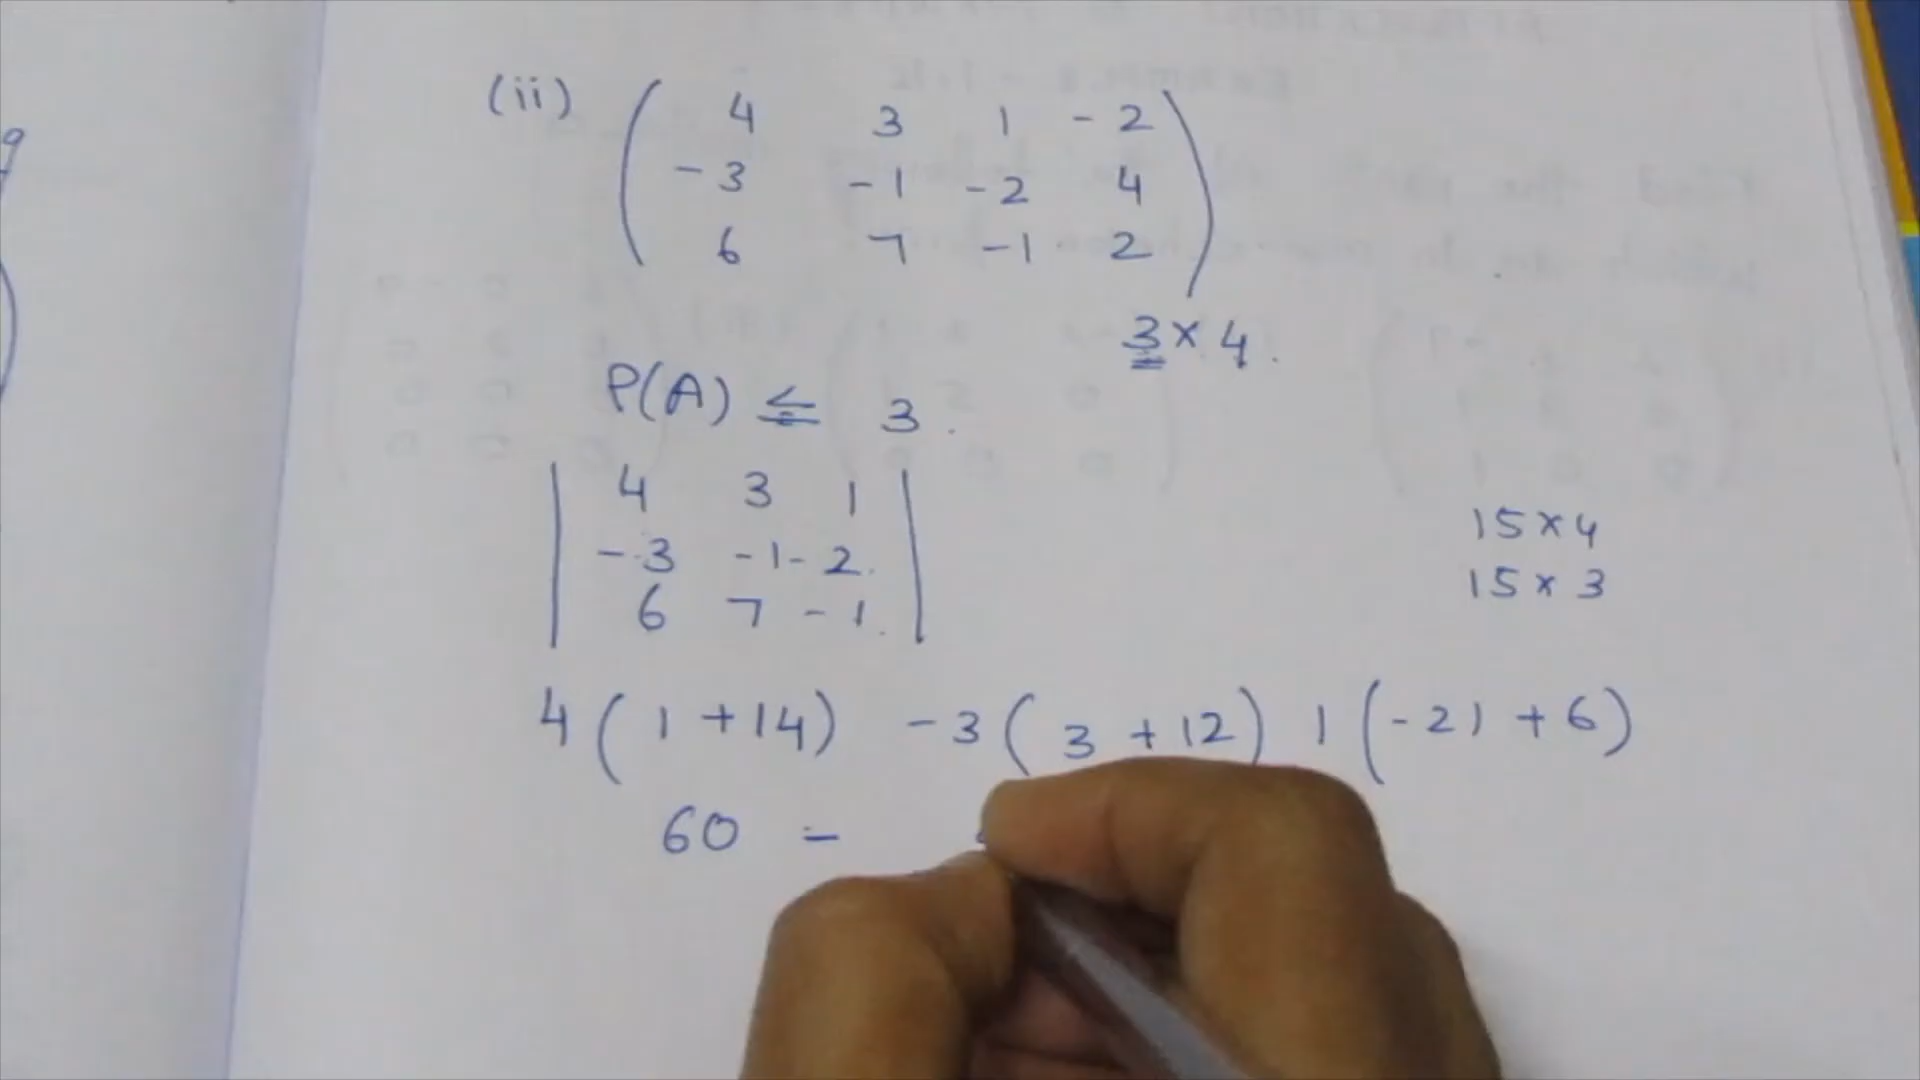 (ii) ( 4 3 1 -2
-3 -1 -2 4
6 7 -1 2 )
3 × 4.
P(A) ≤ 3.
| 4 3 1 |
-3 -1 -2.
6 7 -1.
15 × 4
15 × 3
4 ( 1 + 14) - 3 ( 3 + 12) 1 (-21 + 6)
60 -